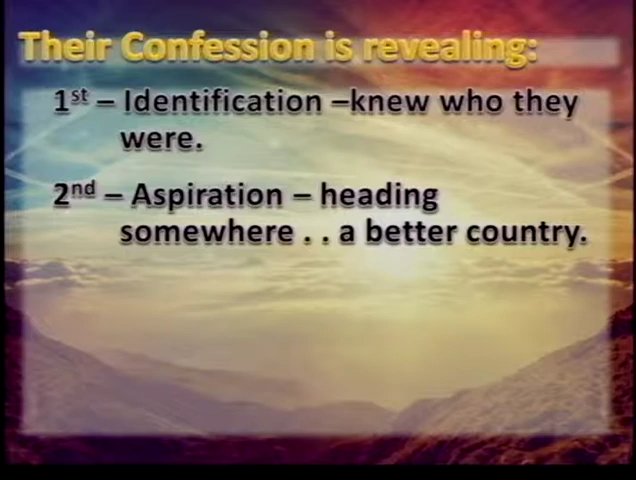 Their Confession is revealing:
1st – Identification –knew who they
were.
2nd – Aspiration – heading
somewhere . . a better country.